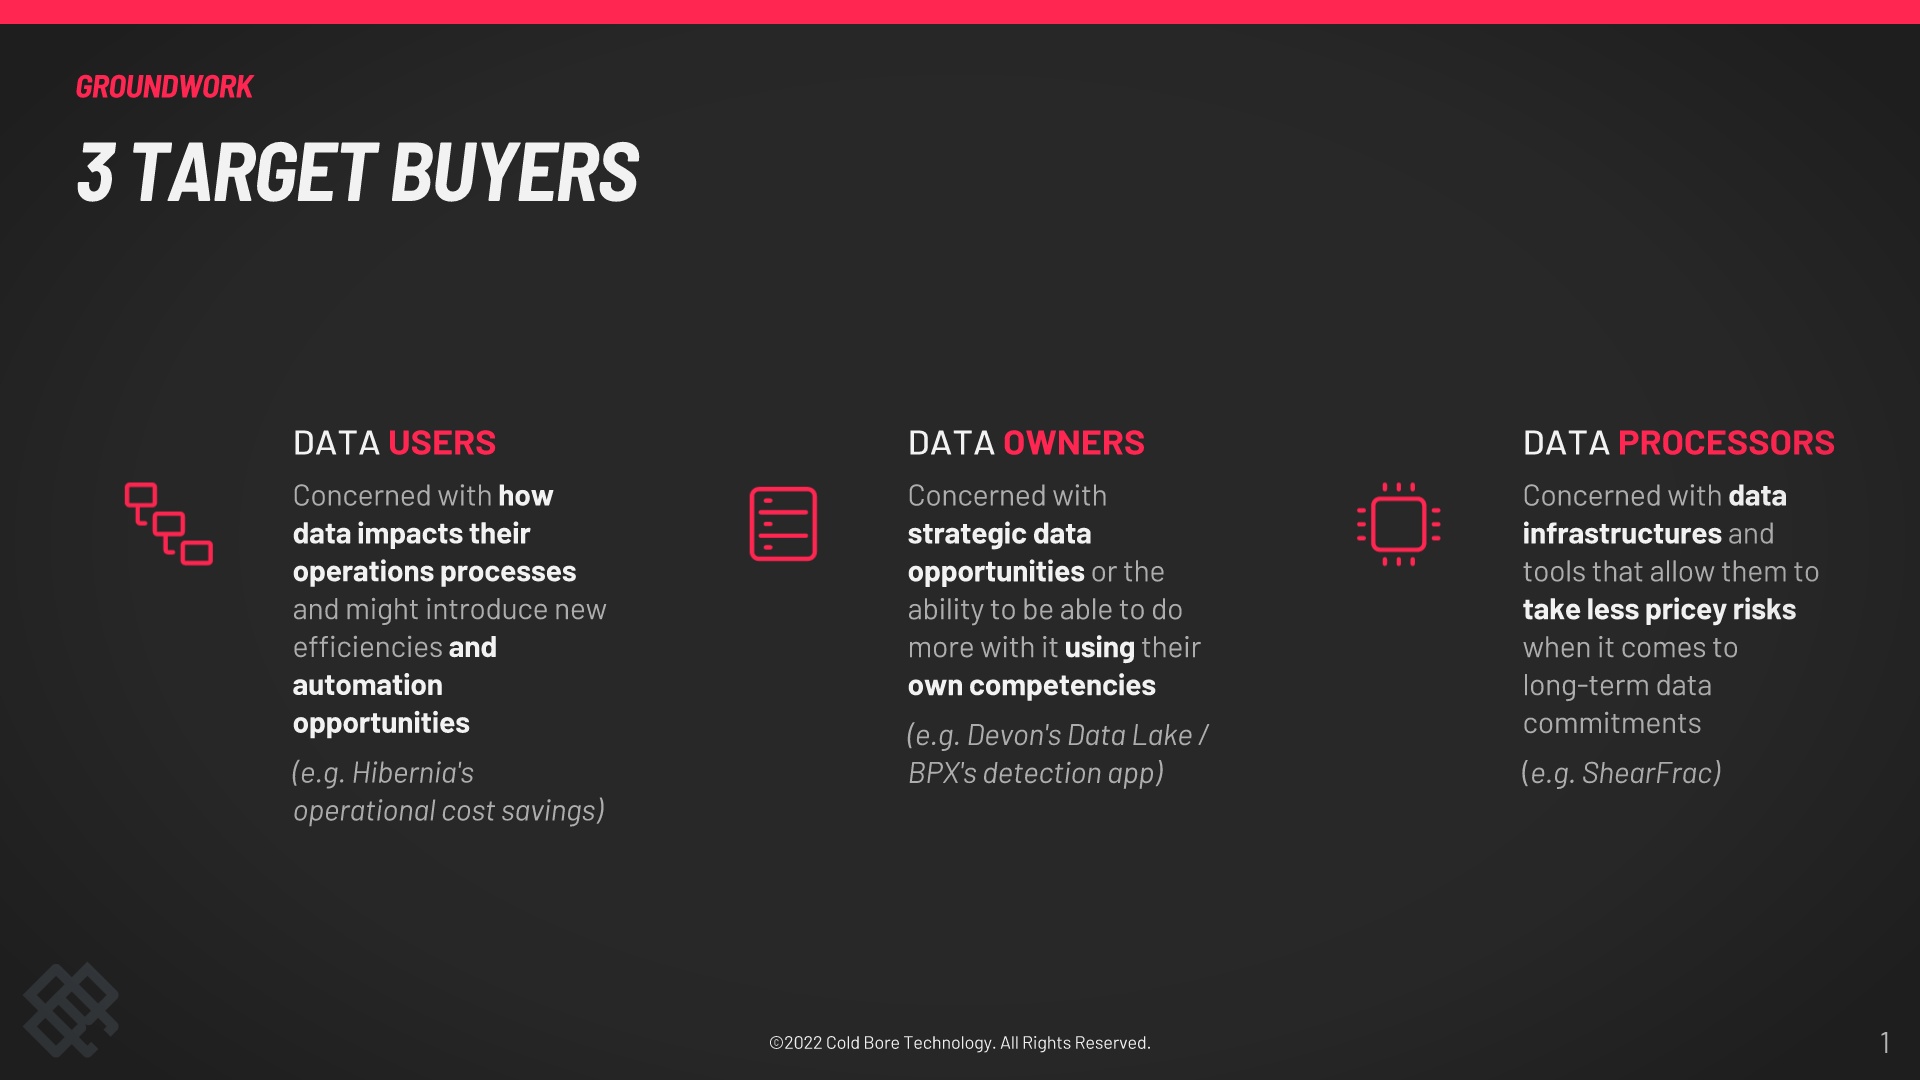 GROUNDWORK
3 TARGET BUYERS
DATA USERS
Concerned with how
data impacts their
operations processes
and might introduce new
efficiencies and
automation
opportunities
(e.g. Hibernia's
operational cost savings)
DATA OWNERS
Concerned with
strategic data
opportunities or the
ability to be able to do
more with it using their
own competencies
(e.g. Devon's Data Lake /
BPX's detection app)
DATA PROCESSORS
Concerned with data
infrastructures and
tools that allow them to
take less pricey risks
when it comes to
long-term data
commitments
(e.g. ShearFrac)
©2022 Cold Bore Technology. All Rights Reserved.
1